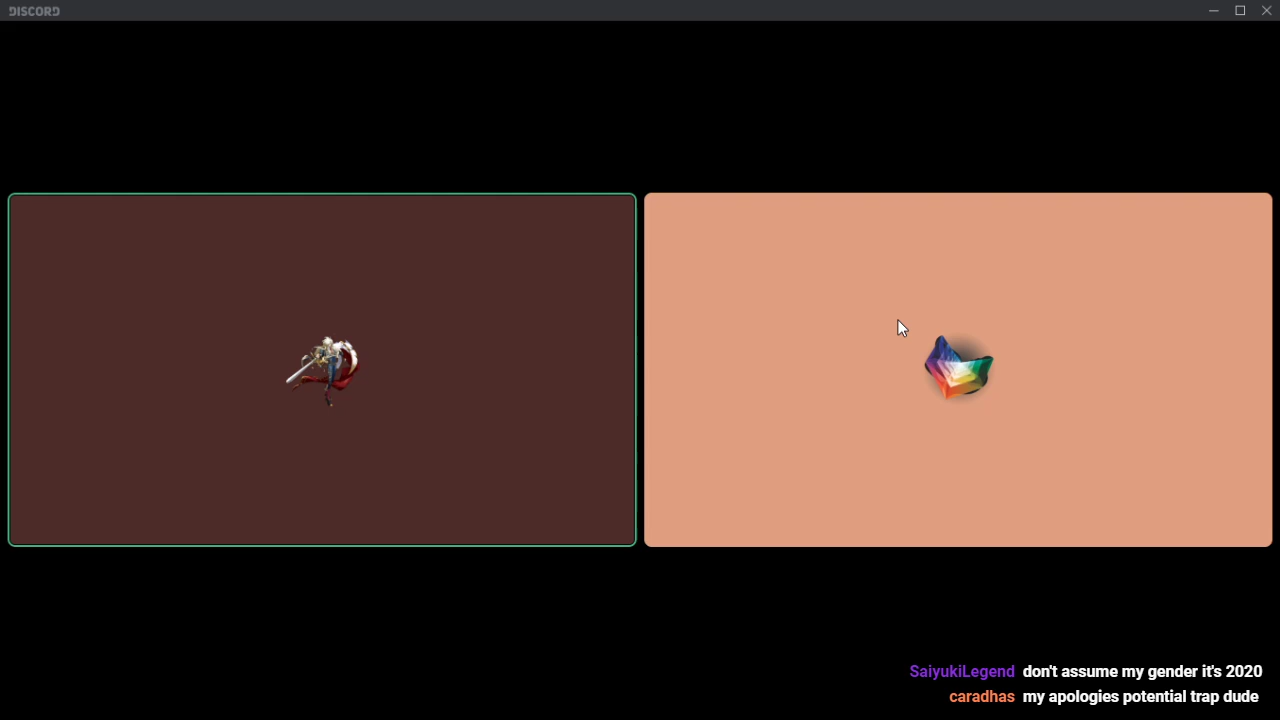 DISCORD
SaiyukiLegend don't assume my gender it's 2020
caradhas my apologies potential trap dude